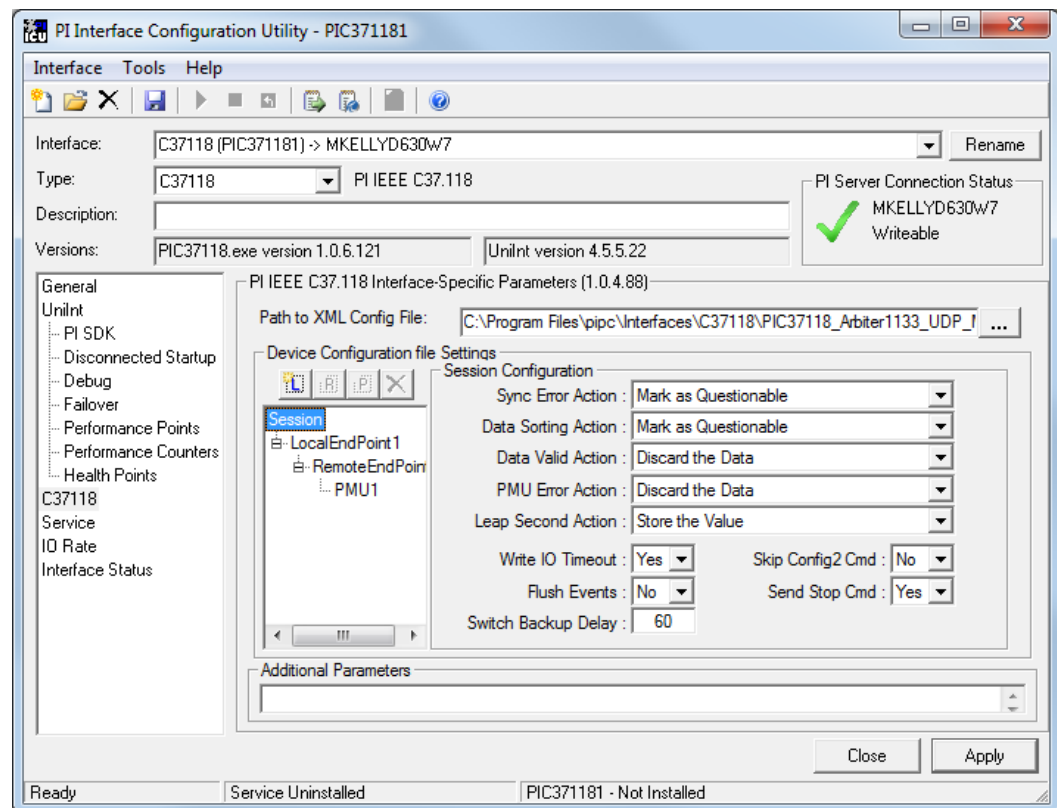 PI Interface Configuration Utility - PIC371181
Interface Tools Help
Interface: C37118 (PIC371181) -> MKELLYD630W7 Rename
Type: C37118 PI IEEE C37.118
Description:
Versions: PIC37118.exe version 1.0.6.121 UniInt version 4.5.5.22
PI Server Connection Status
MKELLYD630W7
Writeable
General
UniInt
PI SDK
Disconnected Startup
Debug
Failover
Performance Points
Performance Counters
Health Points
C37118
Service
IO Rate
Interface Status
PI IEEE C37.118 Interface-Specific Parameters (1.0.4.88)
Path to XML Config File: C:\Program Files\pipc\Interfaces\C37118\PIC37118_Arbiter1133_UDP_ ...
Device Configuration file Settings
L R P
Session
LocalEndPoint1
RemoteEndPoin
PMU1
Session Configuration
Sync Error Action : Mark as Questionable
Data Sorting Action : Mark as Questionable
Data Valid Action : Discard the Data
PMU Error Action : Discard the Data
Leap Second Action : Store the Value
Write IO Timeout : Yes Skip Config2 Cmd : No
Flush Events : No Send Stop Cmd : Yes
Switch Backup Delay : 60
Additional Parameters
Close Apply
Ready Service Uninstalled PIC371181 - Not Installed